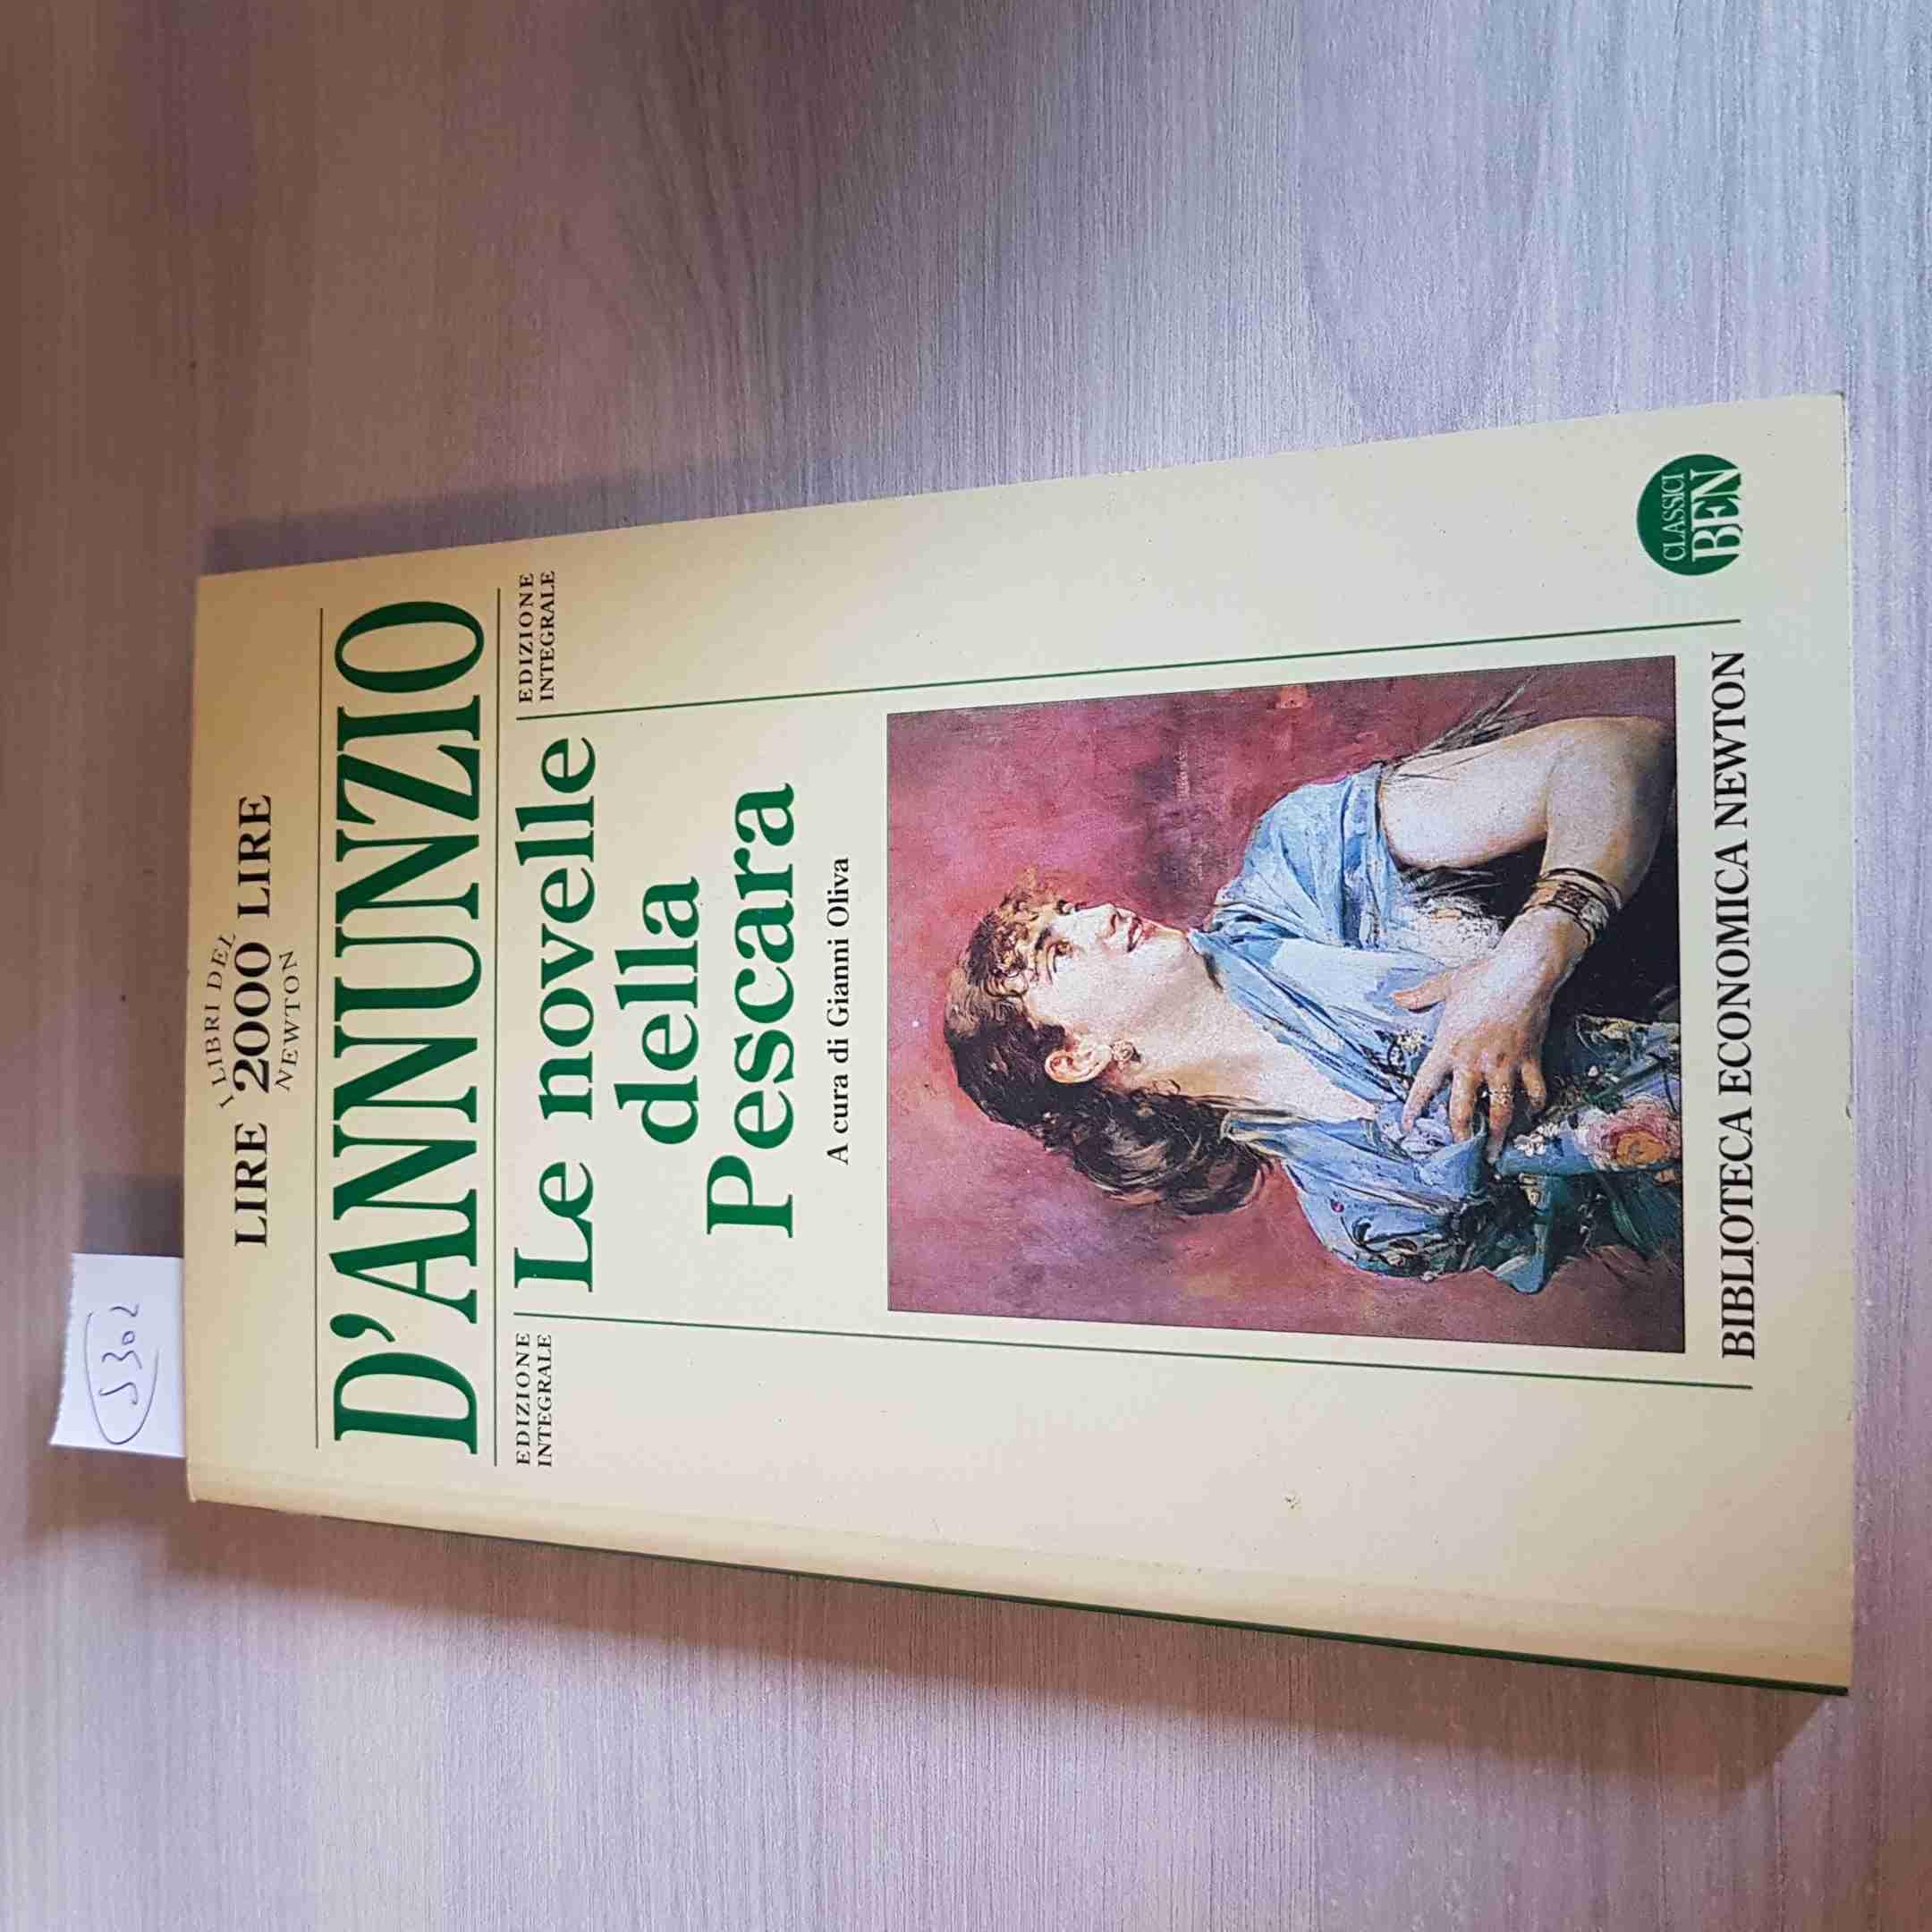 5302
I LIBRI DEL
LIRE 2000 LIRE
NEWTON
D'ANNUNZIO
EDIZIONE
INTEGRALE
Le novelle
della
Pescara
EDIZIONE
INTEGRALE
A cura di Gianni Oliva
BIBLIOTECA ECONOMICA NEWTON
CLASSICI
BEN